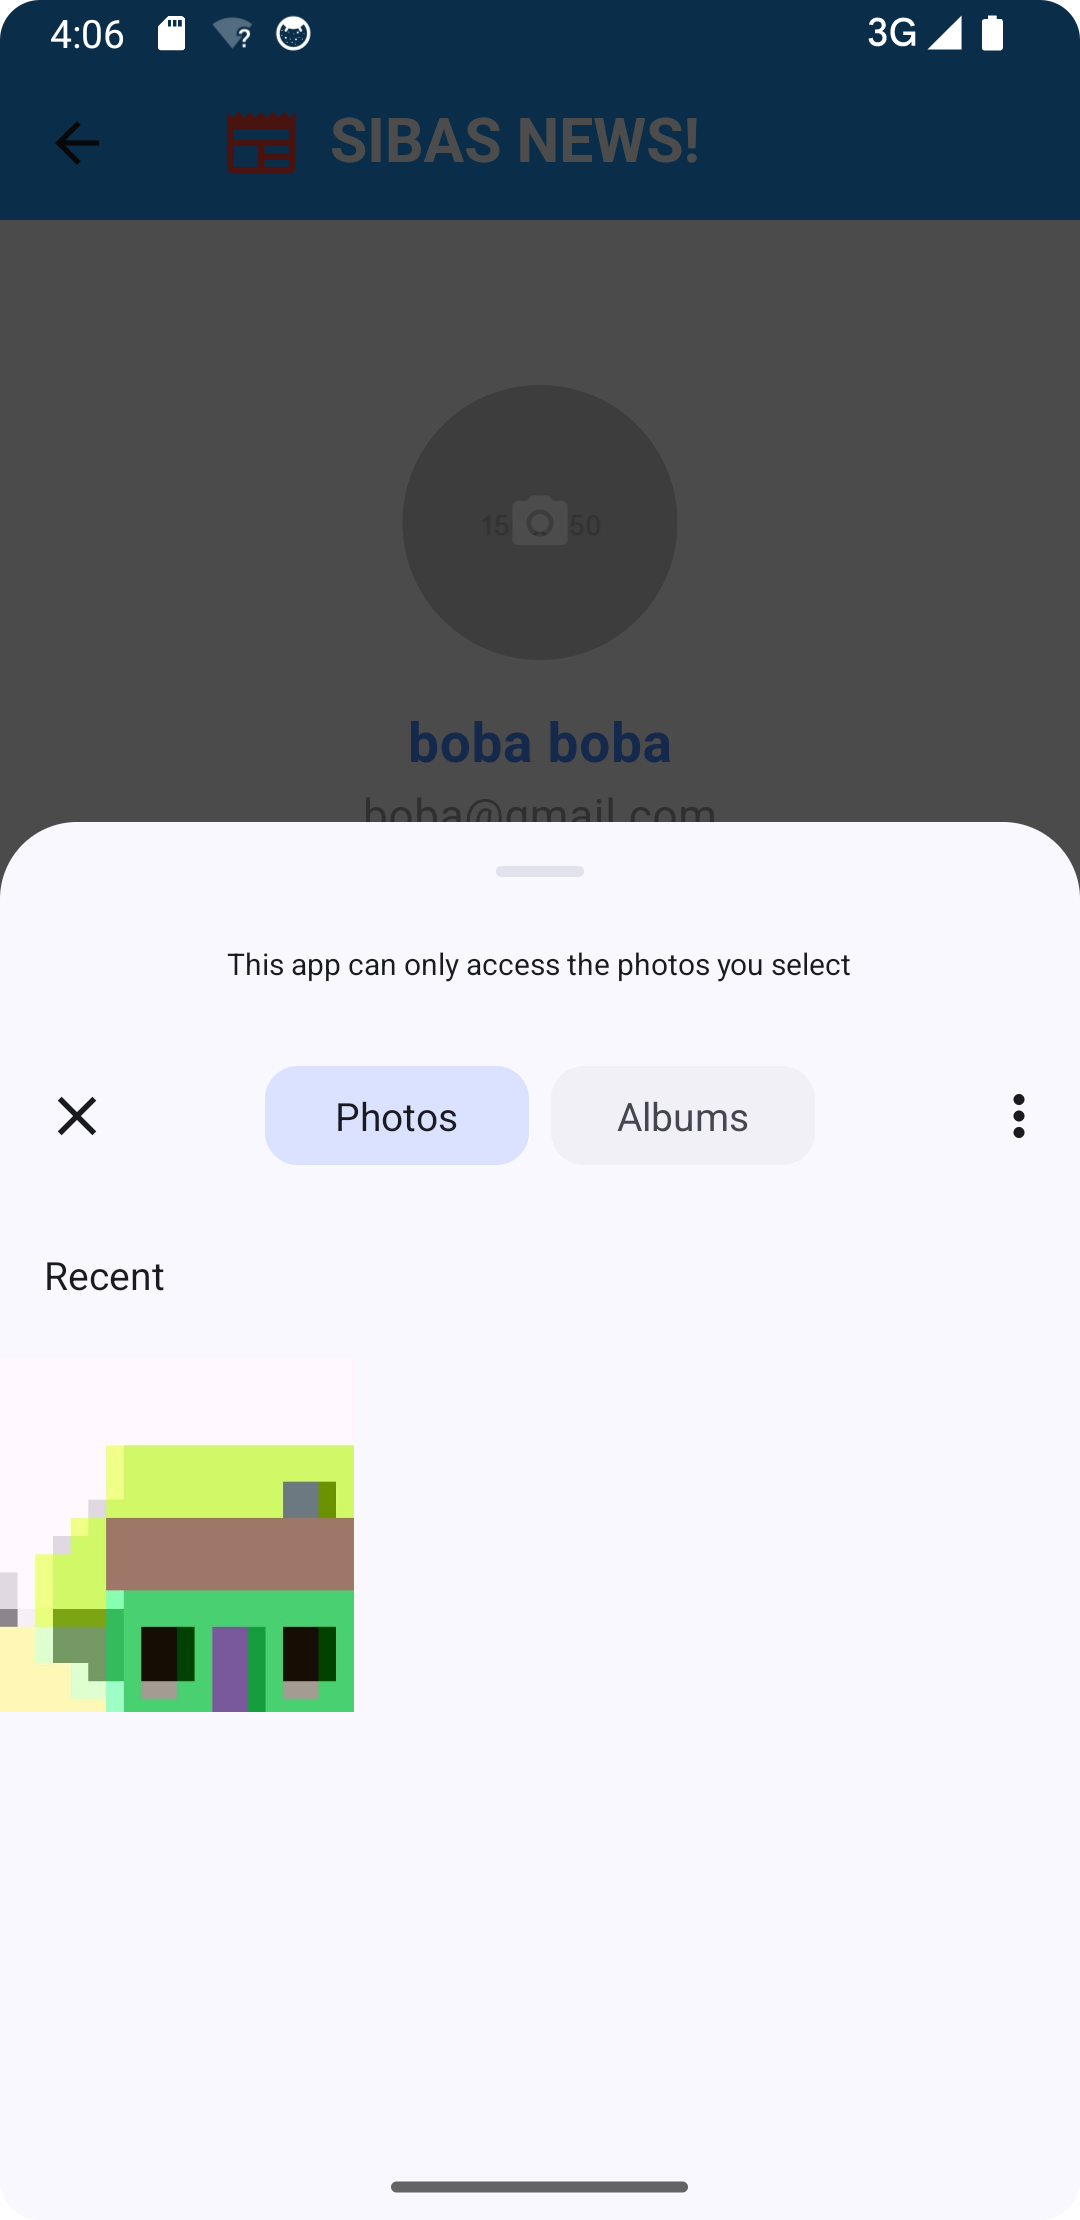 4:06
3G
SIBAS NEWS!
15 50
boba boba
boba@gmail.com
This app can only access the photos you select
Photos
Albums
Recent